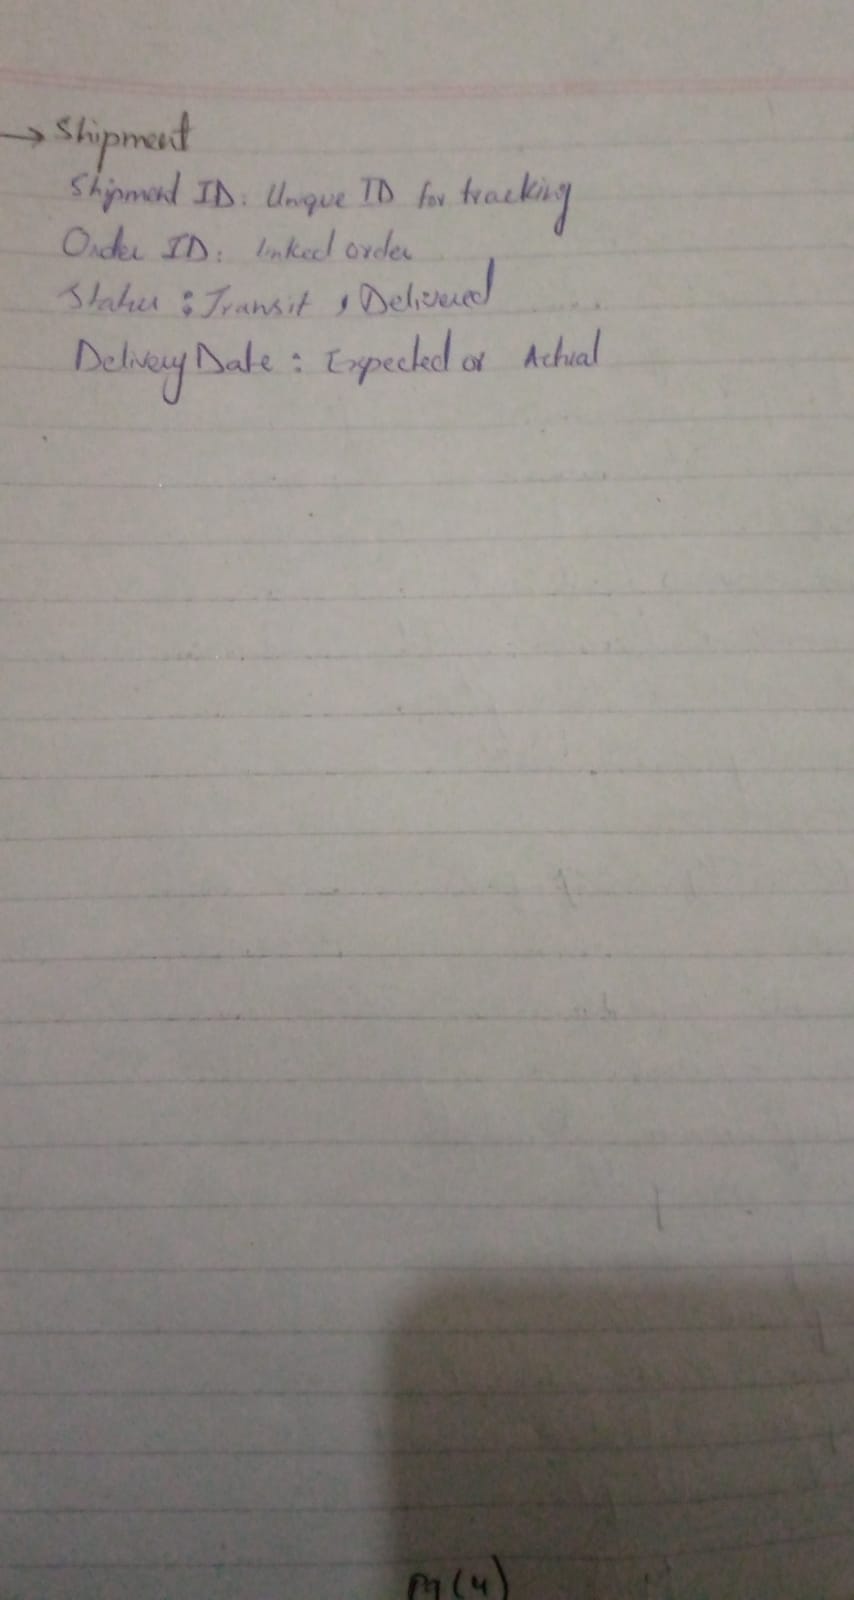 → Shipment
Shipment ID: Unique ID for tracking
Order ID: linked order
Status : Transit , Delivered
Delivery Date : Expected or Actual
Pg (4)